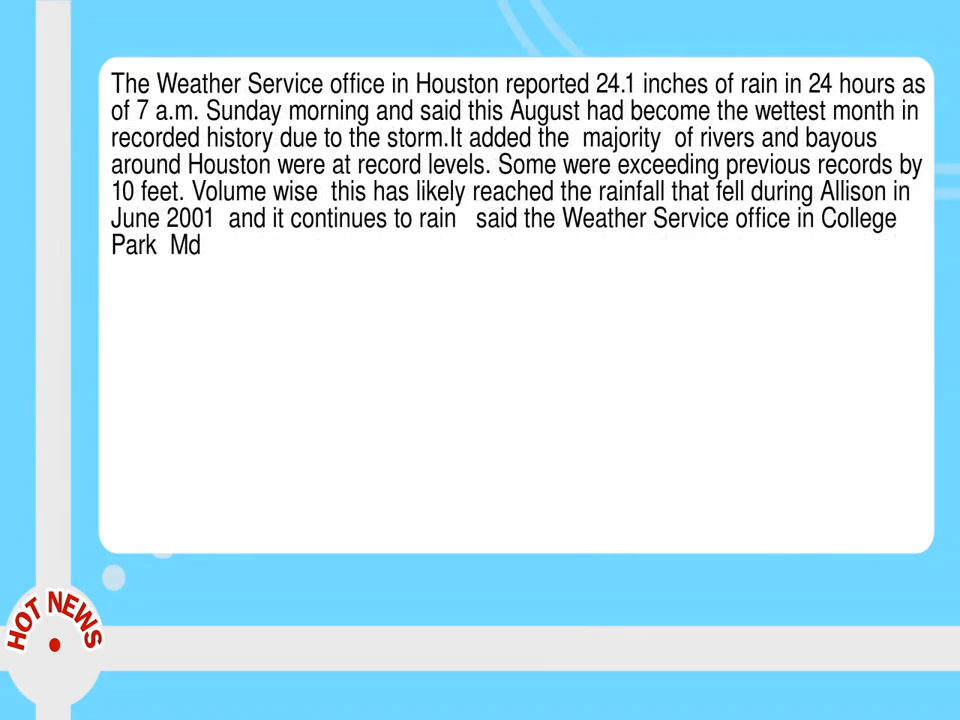 The Weather Service office in Houston reported 24.1 inches of rain in 24 hours as
of 7 a.m. Sunday morning and said this August had become the wettest month in
recorded history due to the storm.It added the  majority  of rivers and bayous
around Houston were at record levels. Some were exceeding previous records by
10 feet. Volume wise  this has likely reached the rainfall that fell during Allison in
June 2001  and it continues to rain   said the Weather Service office in College
Park  Md
HOT NEWS